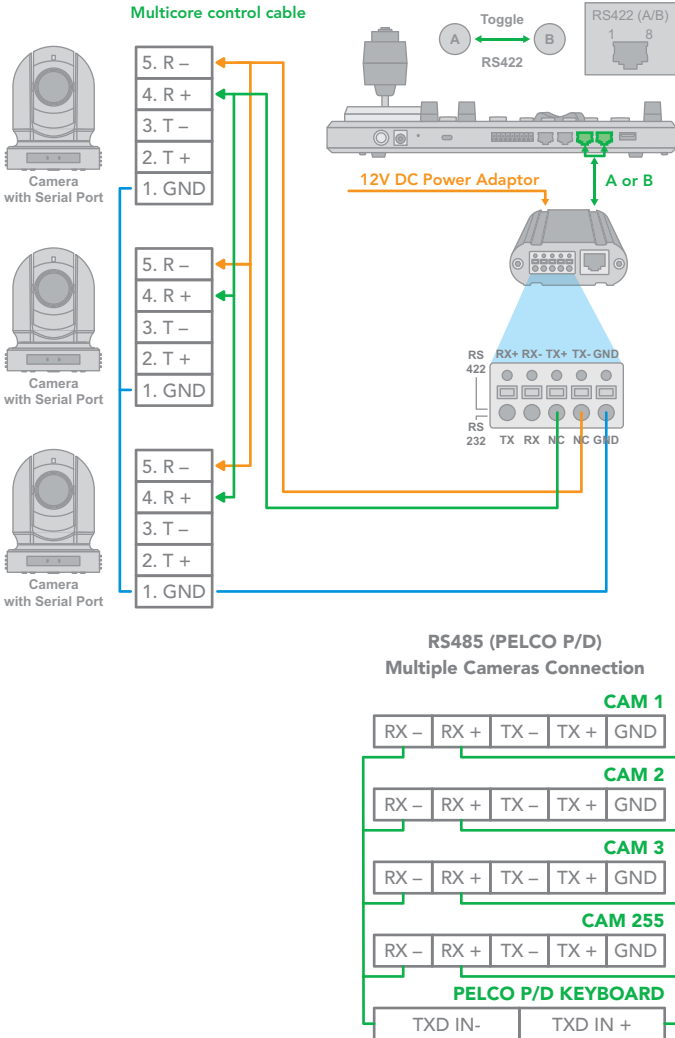 Multicore control cable
Toggle
A
B
RS422
RS422 (A/B)
1 8
5. R –
4. R +
3. T –
2. T +
1. GND
Camera
with Serial Port
12V DC Power Adaptor
A or B
5. R –
4. R +
3. T –
2. T +
1. GND
Camera
with Serial Port
RS
422
RX+ RX- TX+ TX- GND
RS
232
TX RX NC NC GND
5. R –
4. R +
3. T –
2. T +
1. GND
Camera
with Serial Port
RS485 (PELCO P/D)
Multiple Cameras Connection
CAM 1
RX – RX + TX – TX + GND
CAM 2
RX – RX + TX – TX + GND
CAM 3
RX – RX + TX – TX + GND
CAM 255
RX – RX + TX – TX + GND
PELCO P/D KEYBOARD
TXD IN- TXD IN +